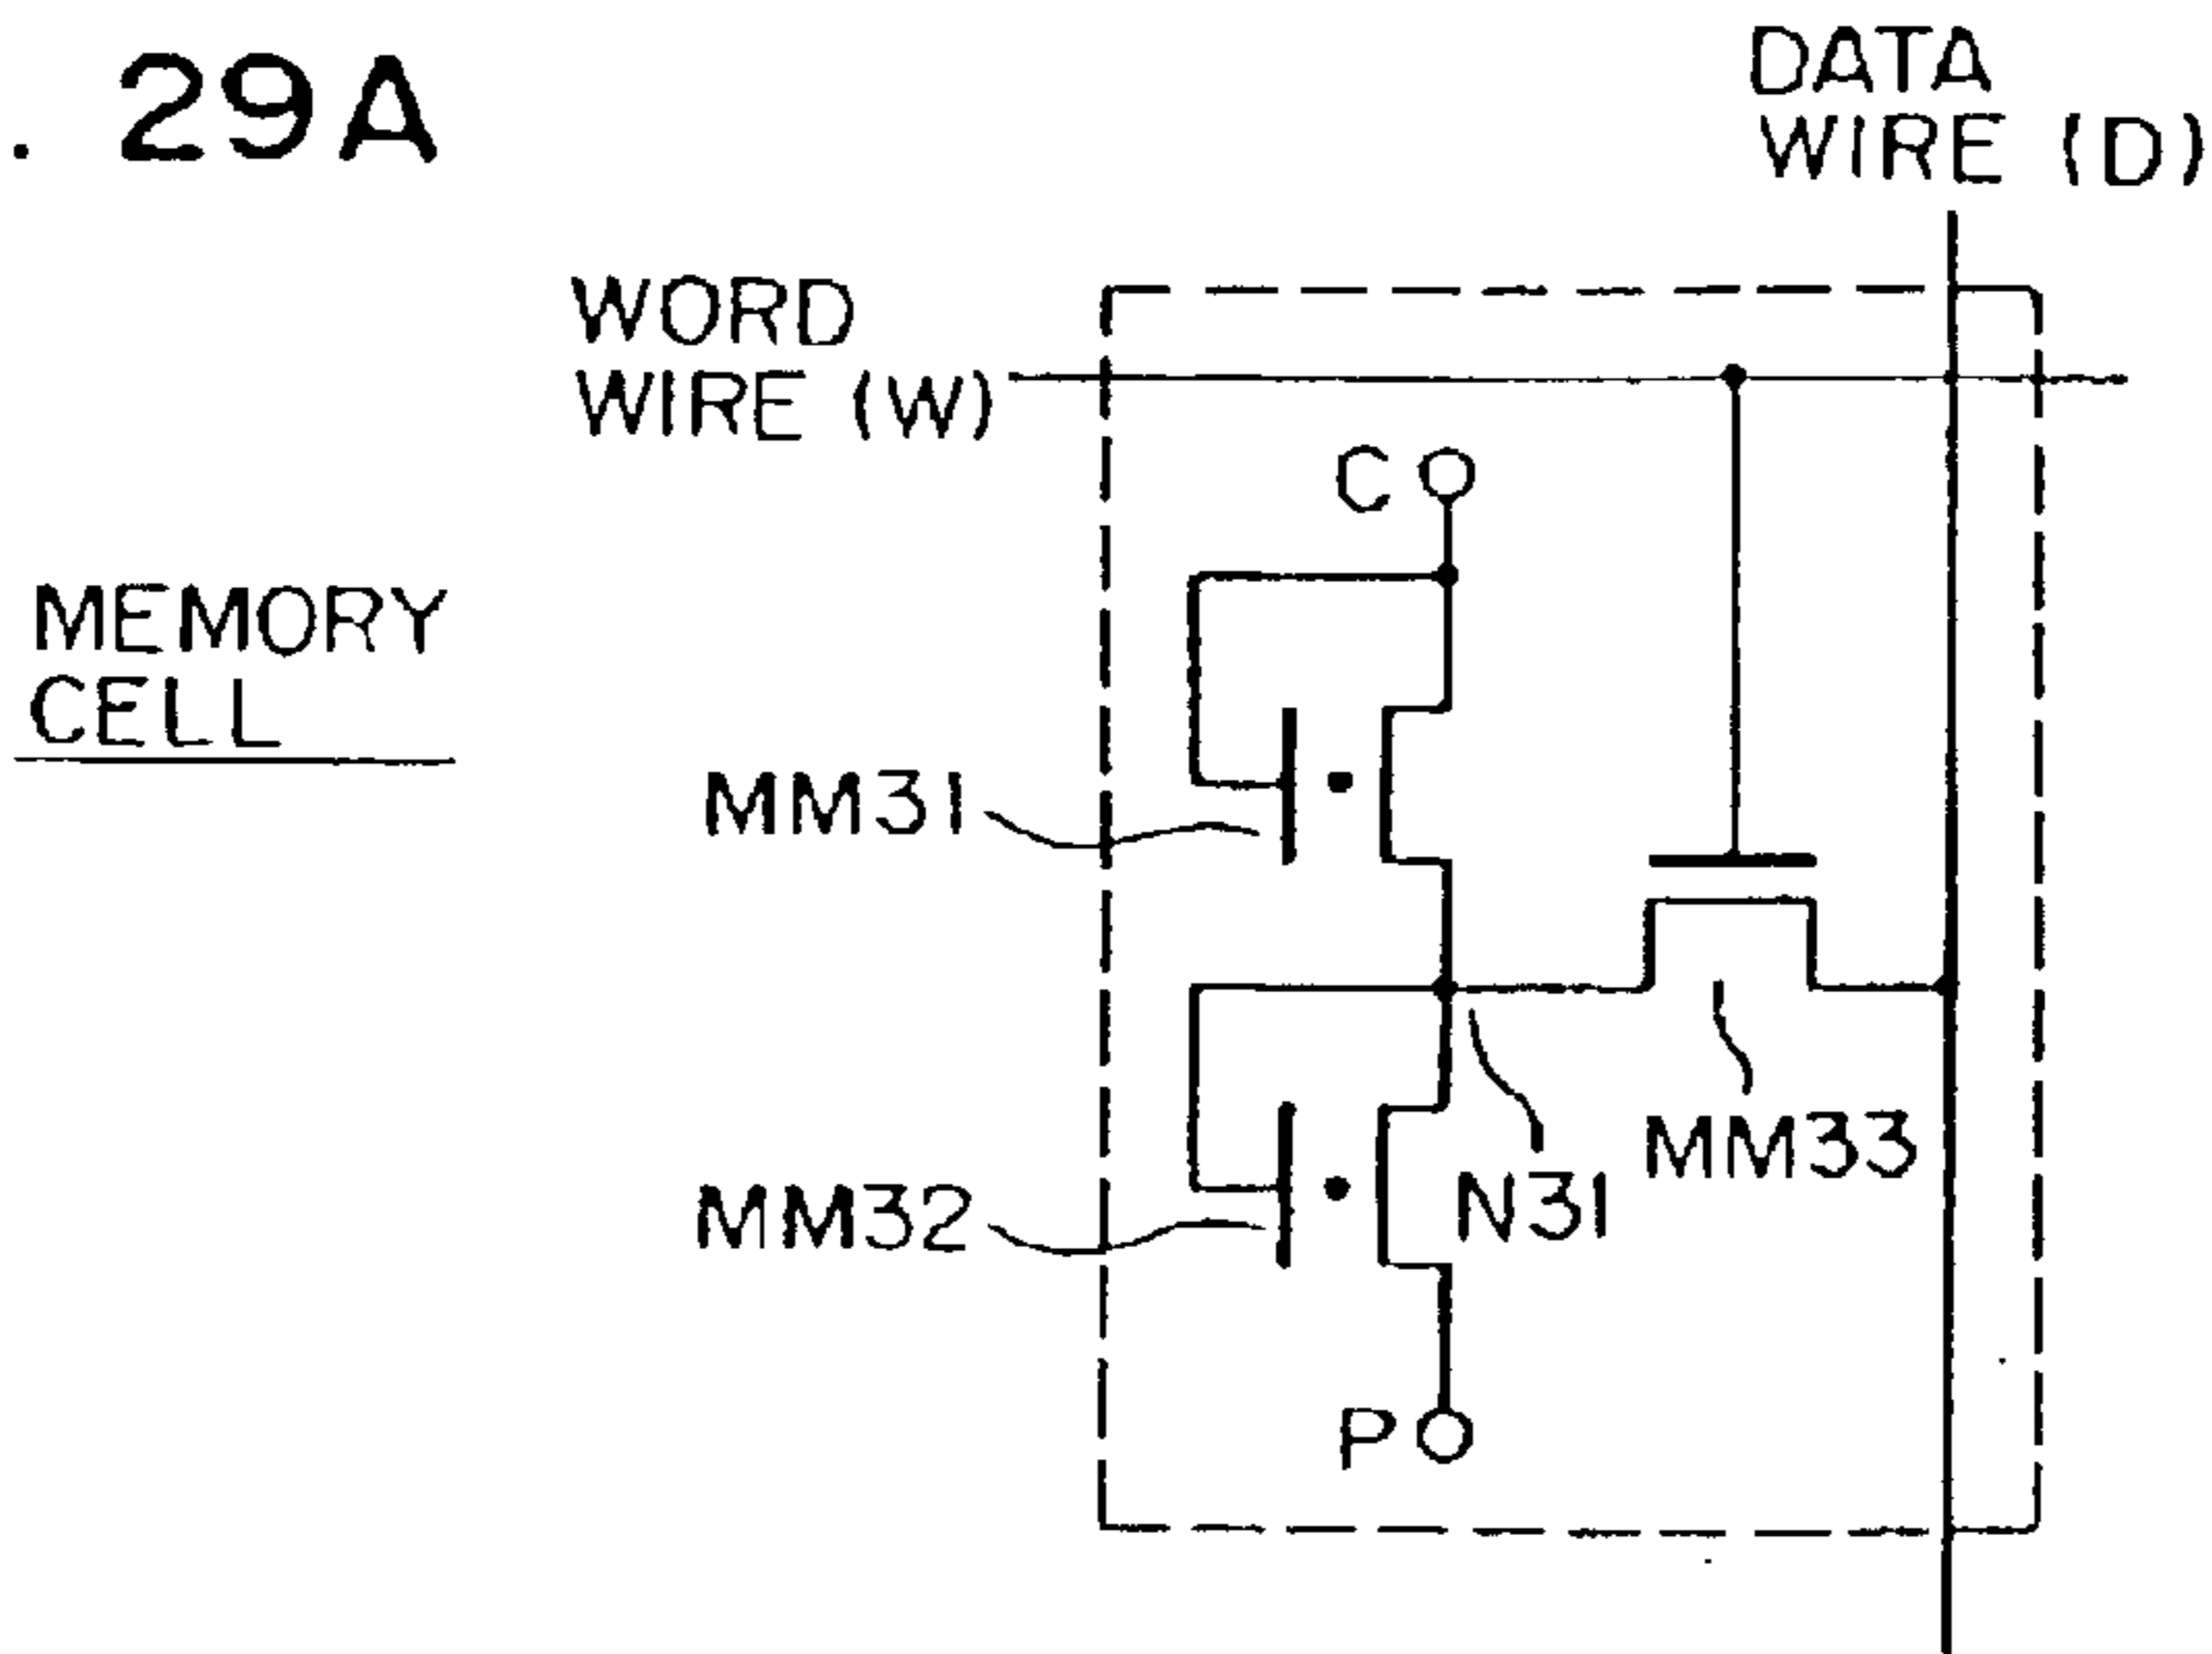 . 29A
DATA
WIRE (D)
WORD
WIRE (W)
C
MEMORY
CELL
MM31
MM33
N31
MM32
P